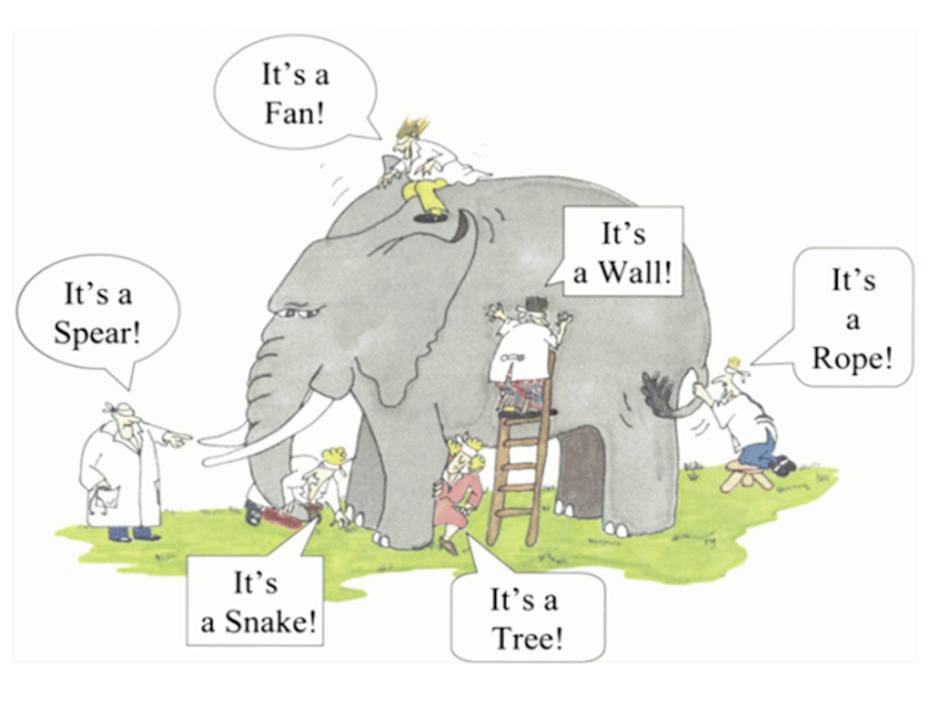 It's a
Fan!
It's
a Wall!
It's a
Spear!
It's
a
Rope!
It's
a Snake!
It's a
Tree!